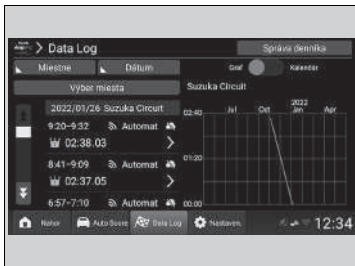 > Data Log
Správa denníka
Miestne
Dátum
Graf
Kalendár
Výber miesta
Suzuka Circuit
2022/01/26 Suzuka Circuit
9:20-9:32 Automat
02:38.03 >
8:41-9:09 Automat
02:37.05 >
6:57-7:10 Automat
02:40
01:20
00:00
Jul
Oct
2022
Jan
Apr
Návrat
Auto Score
Data Log
Nastaven.
12:34